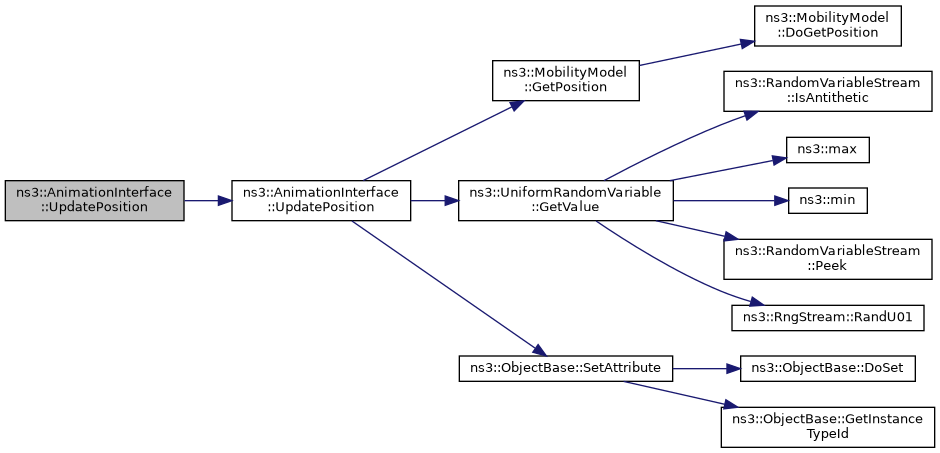 ns3::AnimationInterface
::UpdatePosition
ns3::AnimationInterface
::UpdatePosition
ns3::MobilityModel
::GetPosition
ns3::UniformRandomVariable
::GetValue
ns3::ObjectBase::SetAttribute
ns3::MobilityModel
::DoGetPosition
ns3::RandomVariableStream
::IsAntithetic
ns3::max
ns3::min
ns3::RandomVariableStream
::Peek
ns3::RngStream::RandU01
ns3::ObjectBase::DoSet
ns3::ObjectBase::GetInstance
TypeId